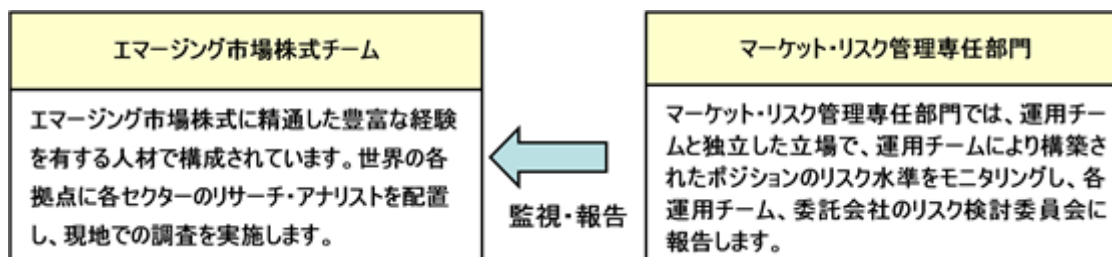 エマージング市場株式チーム
エマージング市場株式に精通した豊富な経験
を有する人材で構成されています。世界の各
拠点に各セクターのリサーチ・アナリストを配置
し、現地での調査を実施します。
監視・報告
マーケット・リスク管理専任部門
マーケット・リスク管理専任部門では、運用チー
ムと独立した立場で、運用チームにより構築さ
れたポジションのリスク水準をモニタリングし、各
運用チーム、委託会社のリスク検討委員会に
報告します。